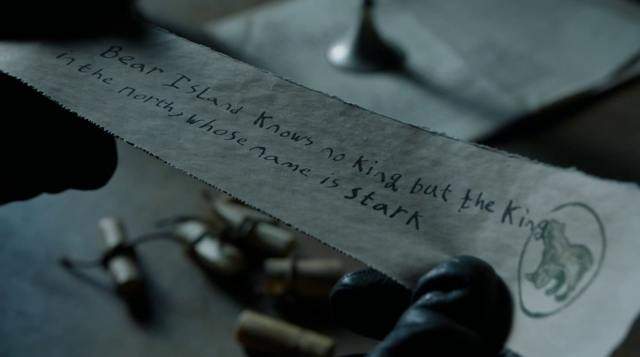 Bear Island Knows no King but the King
in the north, whose name is Stark